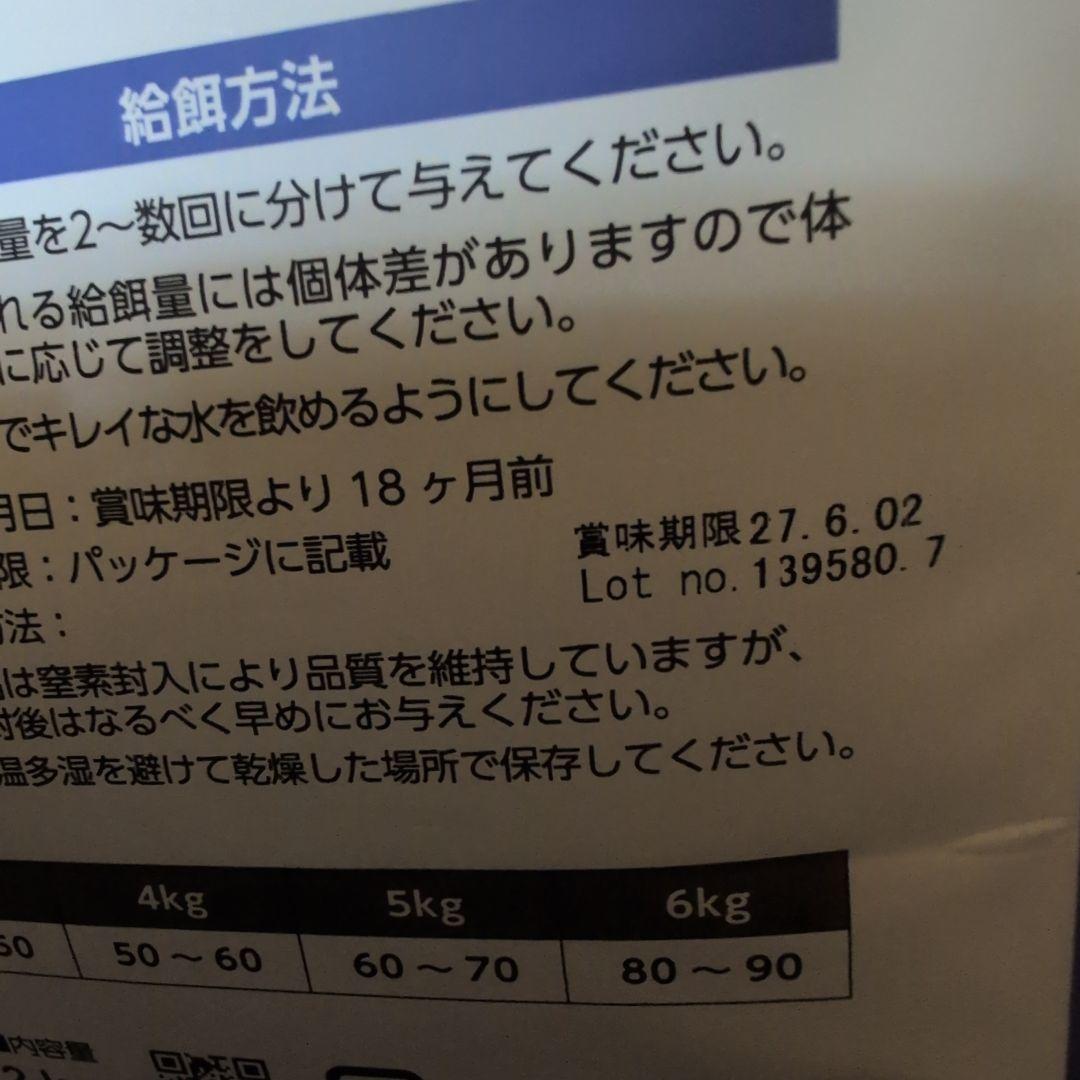 給餌方法
量を2～数回に分けて与えてください。
れる給餌量には個体差がありますので体
に応じて調整をしてください。
でキレイな水を飲めるようにしてください。
月日：賞味期限より18ヶ月前
限：パッケージに記載
賞味期限27.6.02
Lot no.139580.7
法：
は窒素封入により品質を維持していますが、
封後はなるべく早めにお与えください。
温多湿を避けて乾燥した場所で保存してください。
4kg 5kg 6kg
50～60 60～70 80～90
内容量